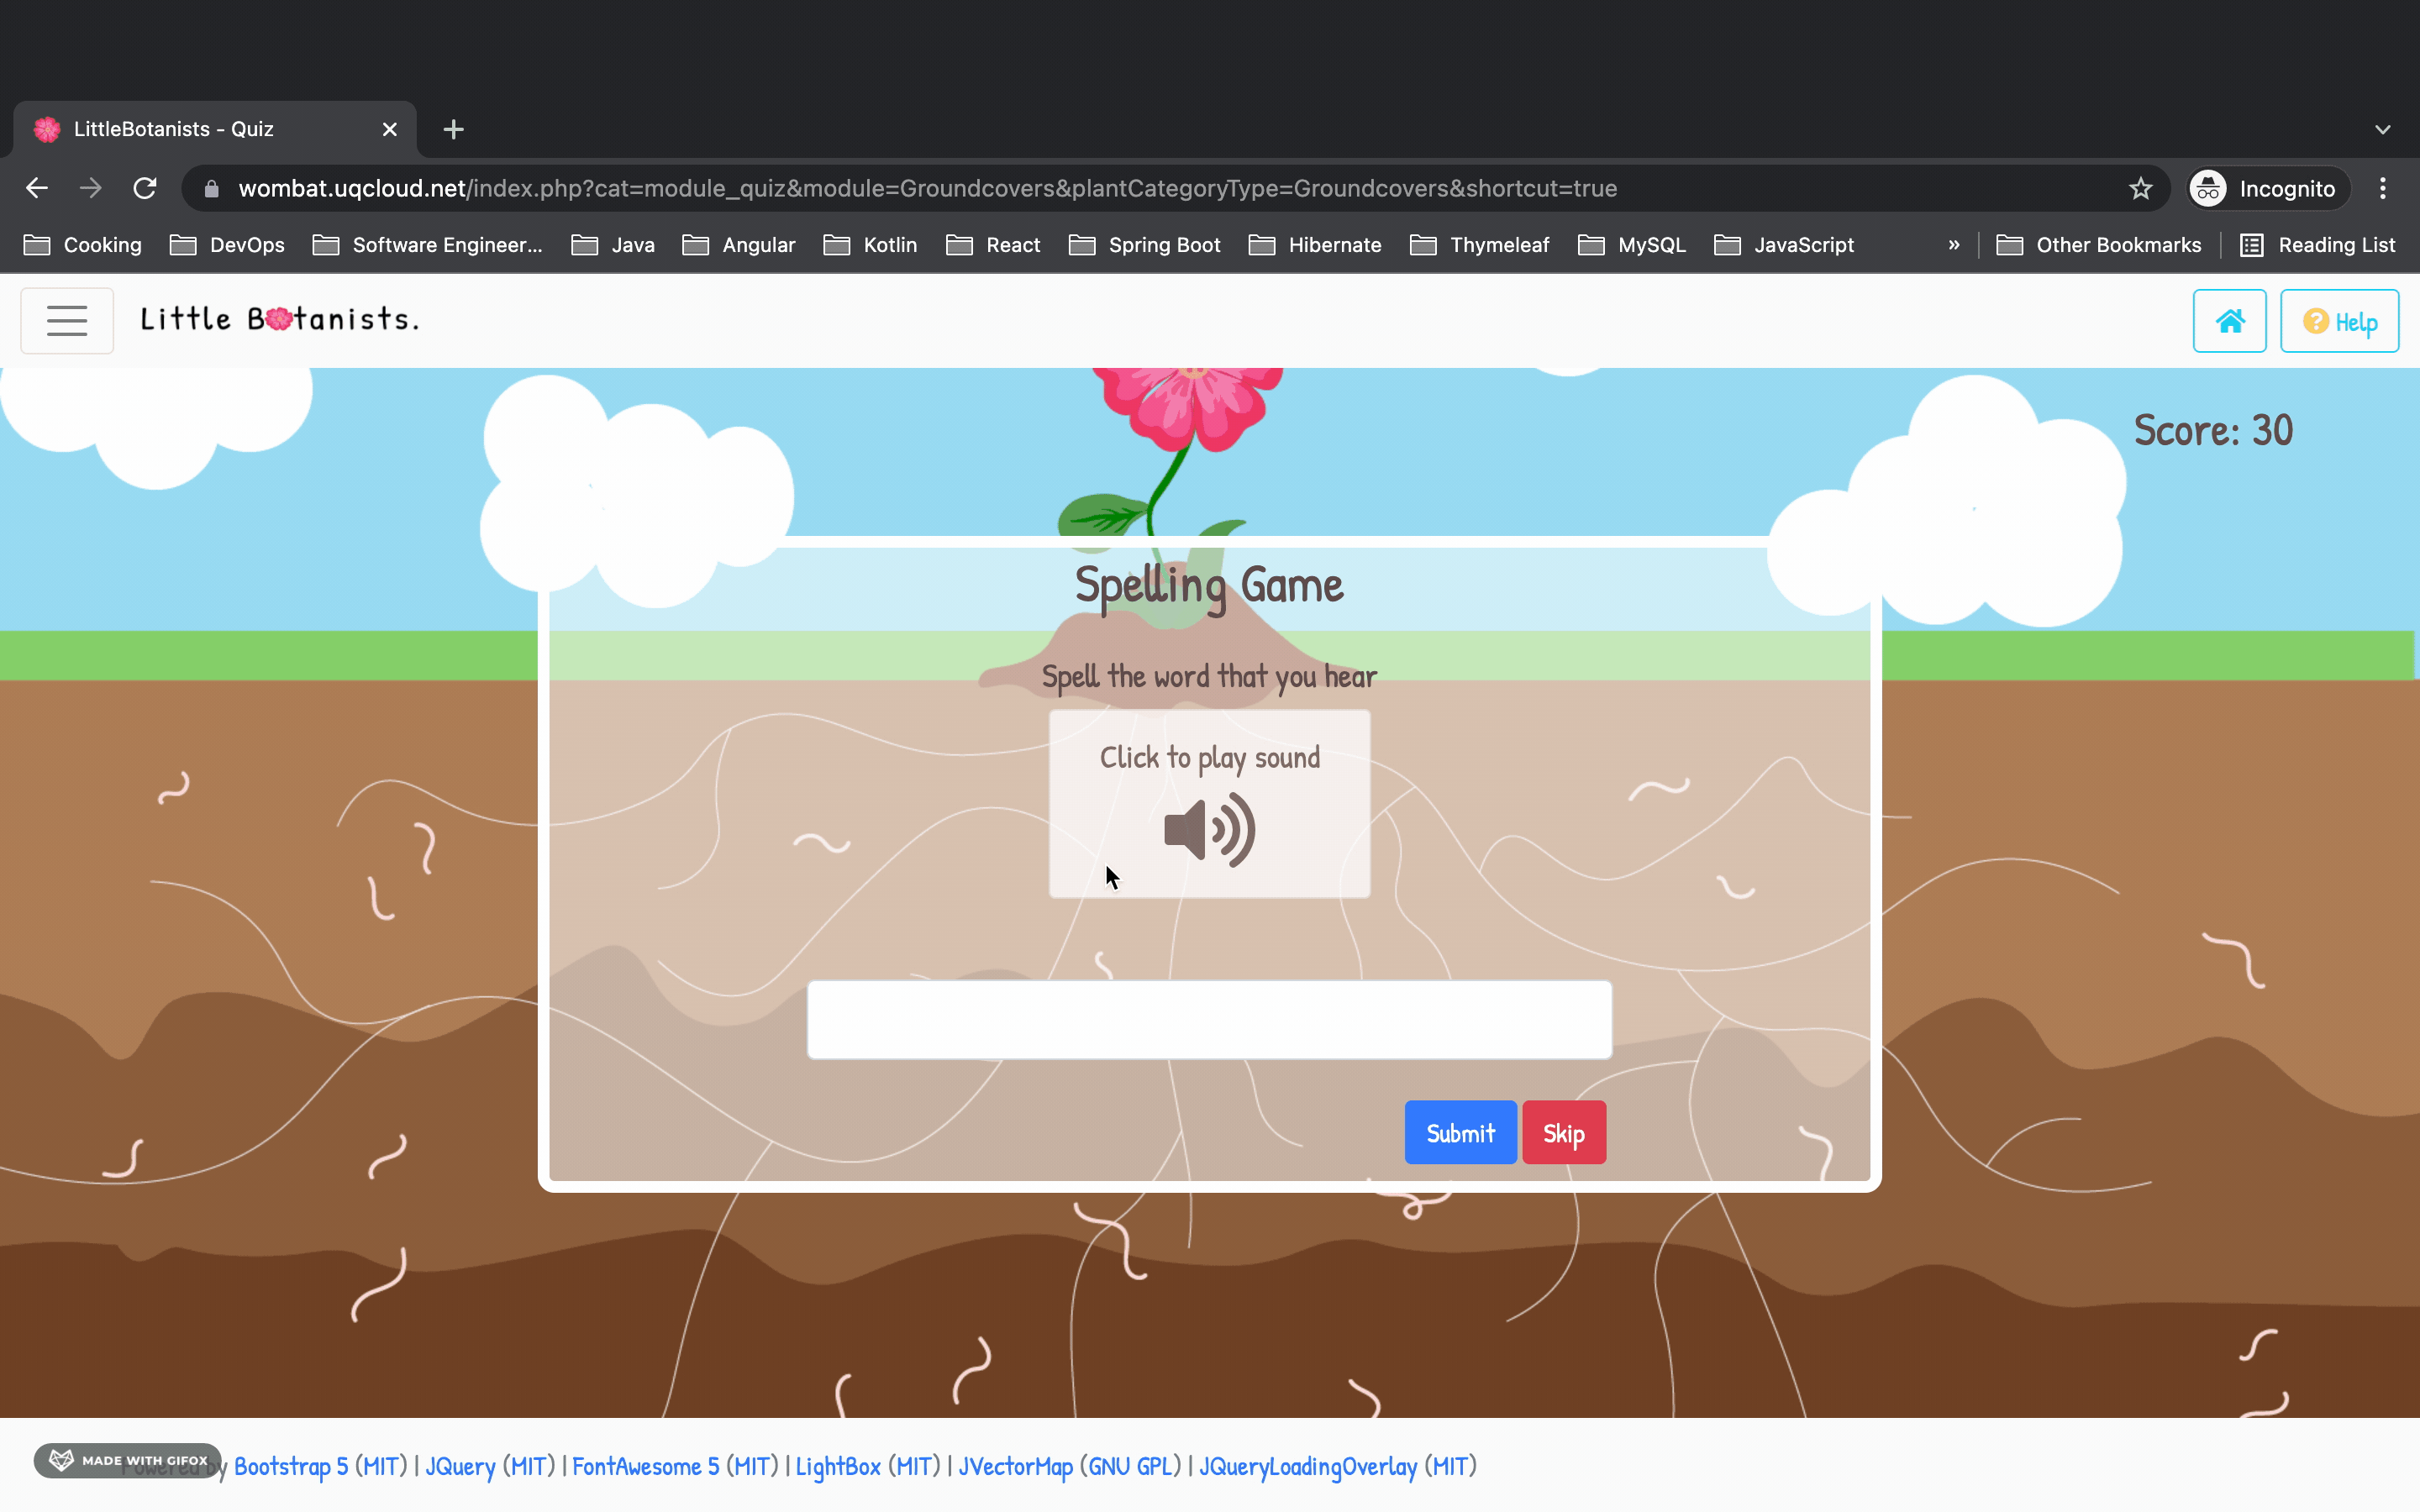 LittleBotanists - Quiz
wombat.uqcloud.net/index.php?cat=module_quiz&module=Groundcovers&plantCategoryType=Groundcovers&shortcut=true
Incognito
Cooking DevOps Software Engineer... Java Angular Kotlin React Spring Boot Hibernate Thymeleaf MySQL JavaScript » Other Bookmarks Reading List
Little Botanists.
? Help
Score: 30
Spelling Game
Spell the word that you hear
Click to play sound
Submit Skip
MADE WITH GIFOX
Powered by Bootstrap 5 (MIT) | JQuery (MIT) | FontAwesome 5 (MIT) | LightBox (MIT) | JVectorMap (GNU GPL) | JQueryLoadingOverlay (MIT)